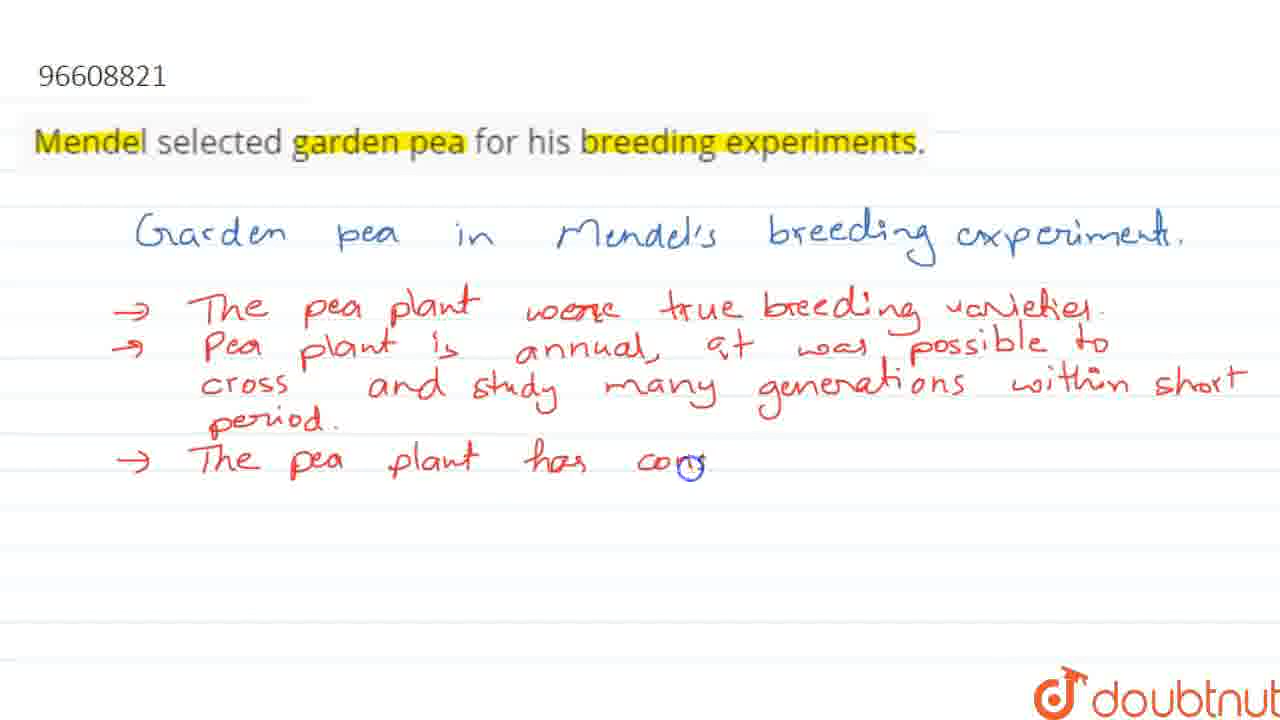 96608821
Mendel selected garden pea for his breeding experiments.
Garden pea in Mendel's breeding experiment.
→ The pea plant were true breeding varieties.
→ Pea plant is annual, it was possible to
cross and study many generations within short
period.
→ The pea plant has con
doubtnut